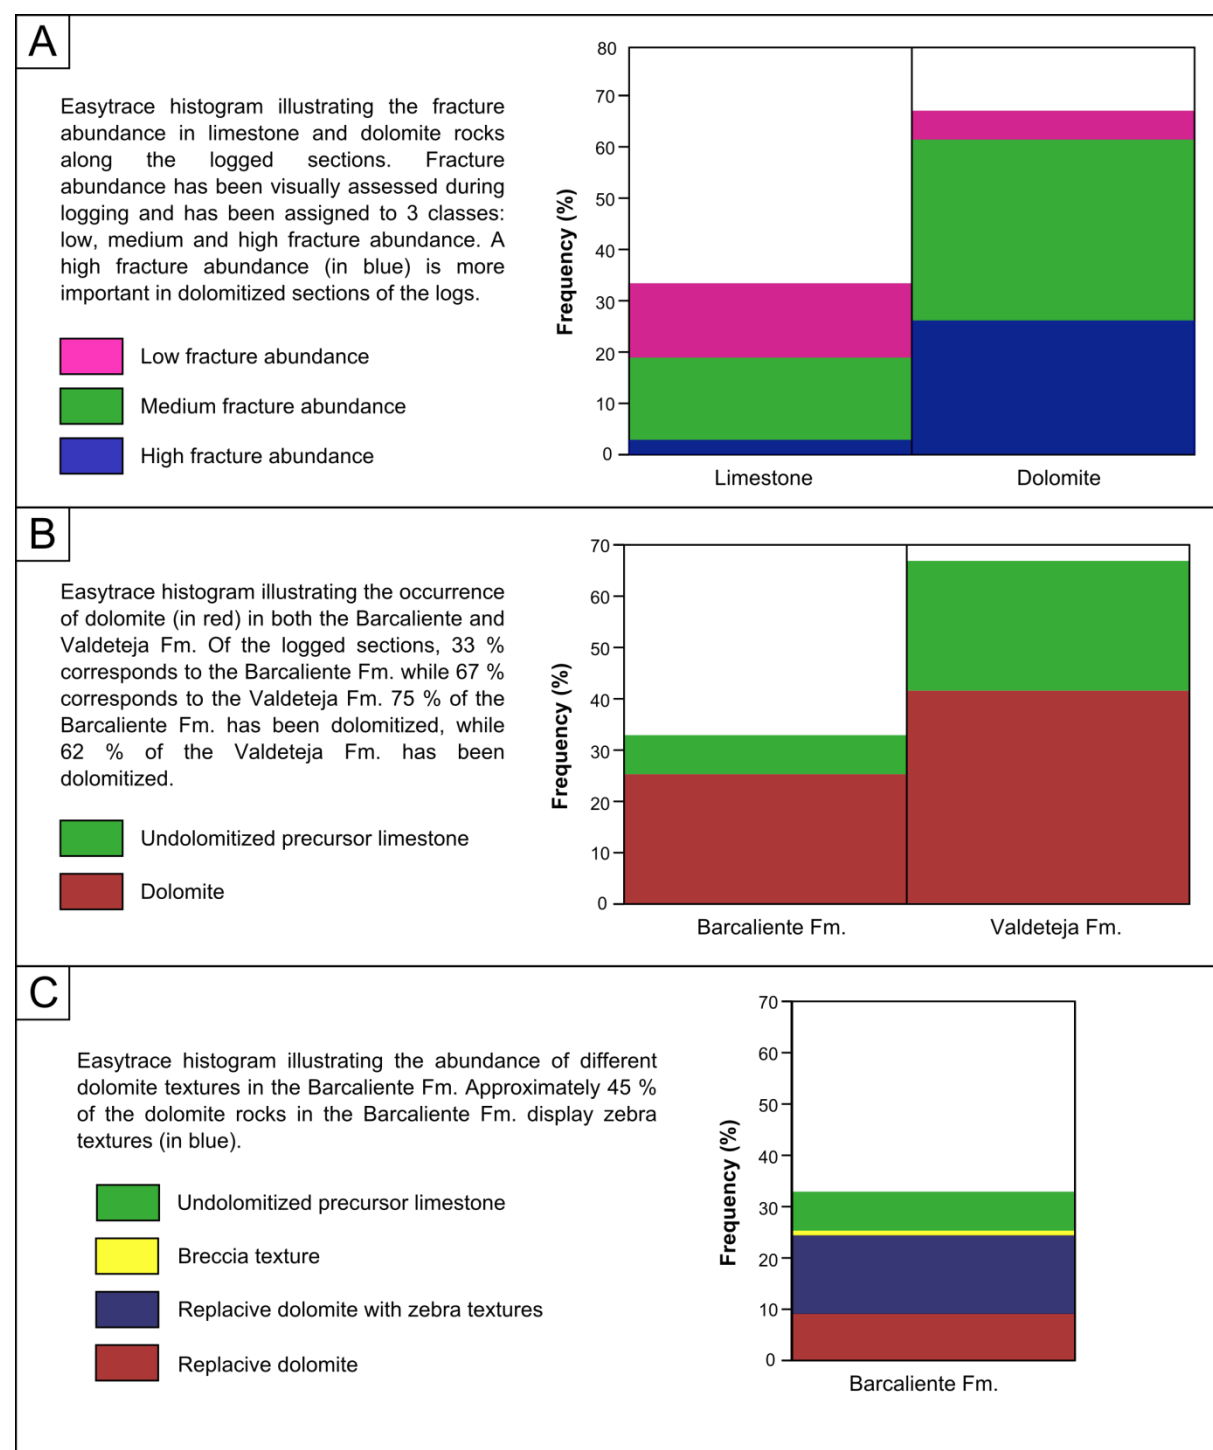 A
Easytrace histogram illustrating the fracture
abundance in limestone and dolomite rocks
along the logged sections. Fracture
abundance has been visually assessed during
logging and has been assigned to 3 classes:
low, medium and high fracture abundance. A
high fracture abundance (in blue) is more
important in dolomitized sections of the logs.
Low fracture abundance
Medium fracture abundance
High fracture abundance
Frequency (%)
80
70
60
50
40
30
20
10
0
Limestone
Dolomite
B
Easytrace histogram illustrating the occurrence
of dolomite (in red) in both the Barcaliente and
Valdeteja Fm. Of the logged sections, 33 %
corresponds to the Barcaliente Fm. while 67 %
corresponds to the Valdeteja Fm. 75 % of the
Barcaliente Fm. has been dolomitized, while
62 % of the Valdeteja Fm. has been
dolomitized.
Undolomitized precursor limestone
Dolomite
Frequency (%)
70
60
50
40
30
20
10
0
Barcaliente Fm.
Valdeteja Fm.
C
Easytrace histogram illustrating the abundance of different
dolomite textures in the Barcaliente Fm. Approximately 45 %
of the dolomite rocks in the Barcaliente Fm. display zebra
textures (in blue).
Undolomitized precursor limestone
Breccia texture
Replacive dolomite with zebra textures
Replacive dolomite
Frequency (%)
70
60
50
40
30
20
10
0
Barcaliente Fm.